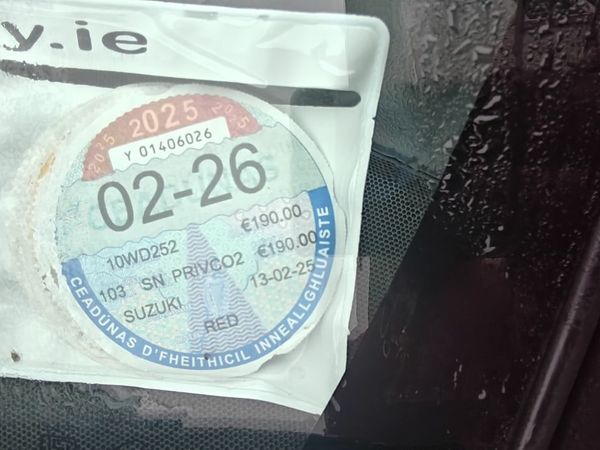 y.ie
2025 2025 2025
Y 01406026
02-26
10WD252 €190.00
103 SN PRIVCO2 €190.00
SUZUKI 13-02-25
RED
CEADÚNAS D'FHEITHICIL INNEALLGHLUAISTE